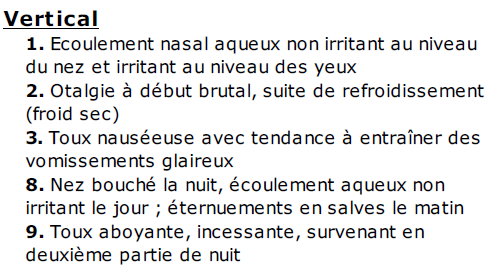 Vertical
1. Ecoulement nasal aqueux non irritant au niveau
du nez et irritant au niveau des yeux
2. Otalgie à début brutal, suite de refroidissement
(froid sec)
3. Toux nauséeuse avec tendance à entraîner des
vomissements glaireux
8. Nez bouché la nuit, écoulement aqueux non
irritant le jour ; éternuements en salves le matin
9. Toux aboyante, incessante, survenant en
deuxième partie de nuit